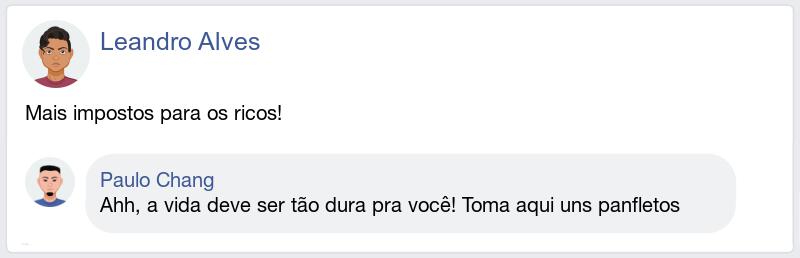 Leandro Alves
Mais impostos para os ricos!
Paulo Chang
Ahh, a vida deve ser tão dura pra você! Toma aqui uns panfletos